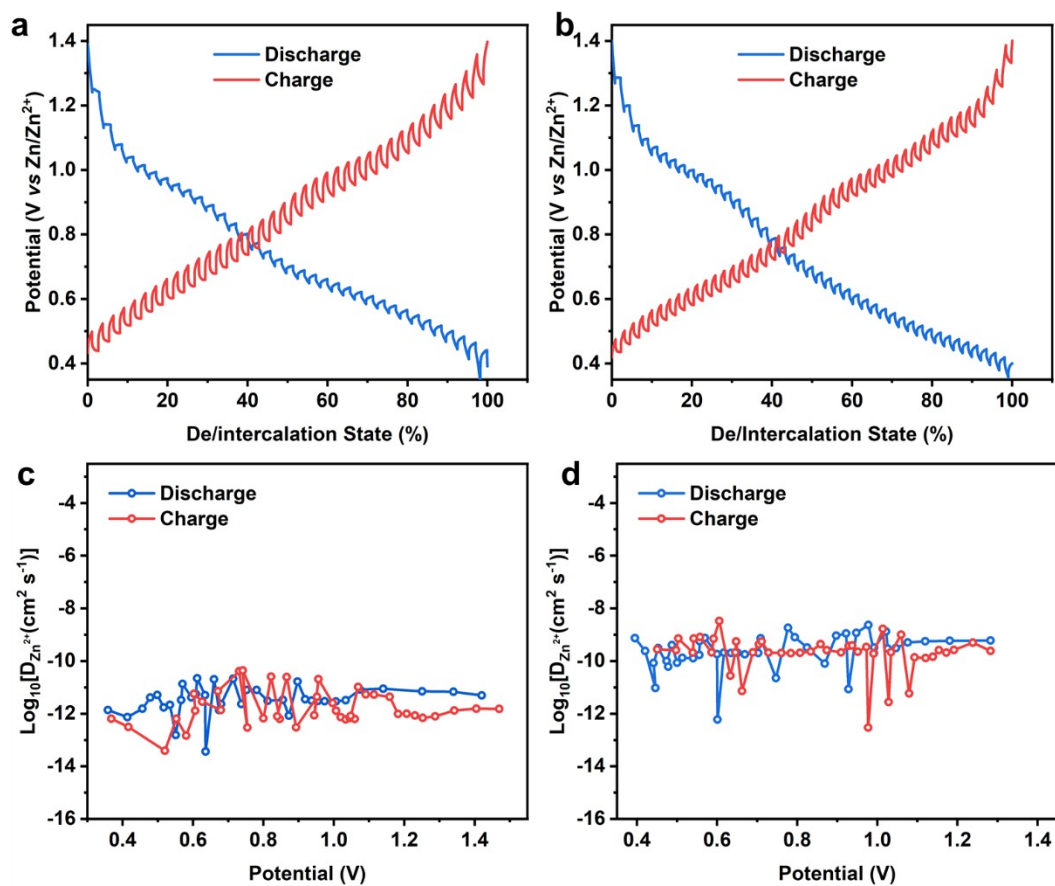 a
Discharge
Charge
Potential (V vs Zn/Zn²⁺)
1.4
1.2
1.0
0.8
0.6
0.4
0 20 40 60 80 100
De/intercalation State (%)
b
Discharge
Charge
Potential (V vs Zn/Zn²⁺)
1.4
1.2
1.0
0.8
0.6
0.4
0 20 40 60 80 100
De/Intercalation State (%)
c
Discharge
Charge
Log₁₀[D_Zn²⁺(cm² s⁻¹)]
-4
-6
-8
-10
-12
-14
-16
0.4 0.6 0.8 1.0 1.2 1.4
Potential (V)
d
Discharge
Charge
Log₁₀[D_Zn²⁺(cm² s⁻¹)]
-4
-6
-8
-10
-12
-14
-16
0.4 0.6 0.8 1.0 1.2 1.4
Potential (V)